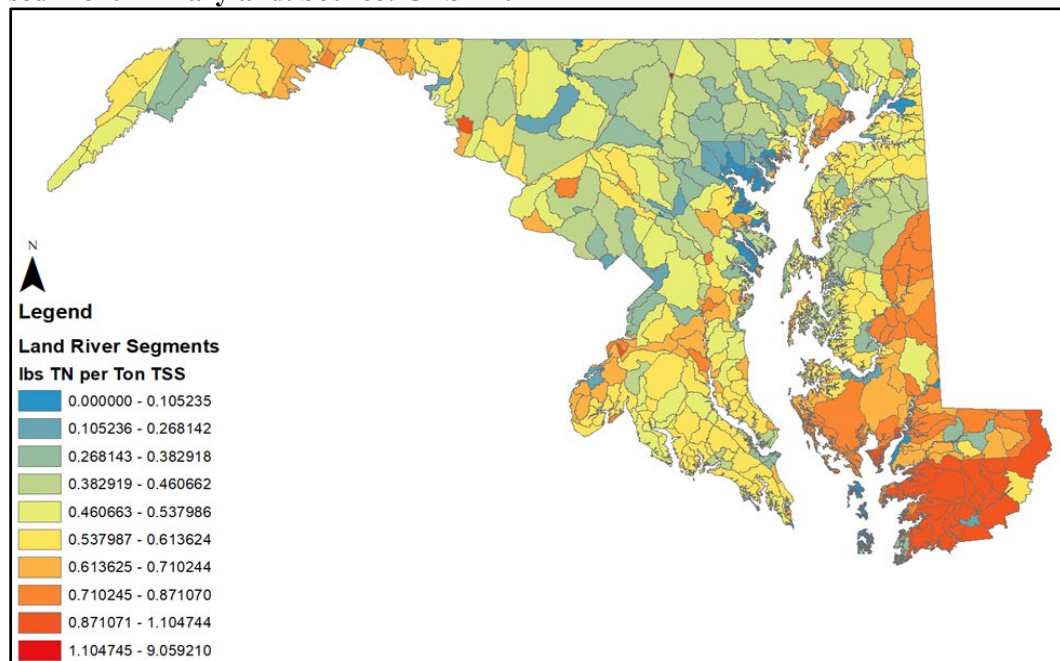 N
Legend
Land River Segments
lbs TN per Ton TSS
0.000000 - 0.105235
0.105236 - 0.268142
0.268143 - 0.382918
0.382919 - 0.460662
0.460663 - 0.537986
0.537987 - 0.613624
0.613625 - 0.710244
0.710245 - 0.871070
0.871071 - 1.104744
1.104745 - 9.059210